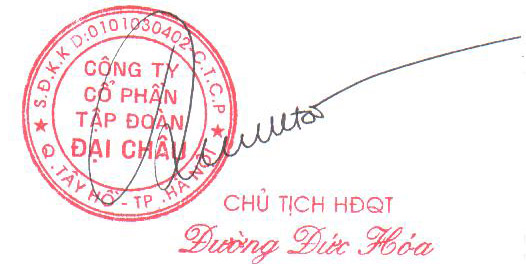 S.Đ.K.K D:0101030402-C.T.C.P
CÔNG TY
CỔ PHẦN
TẬP ĐOÀN
ĐẠI CHÂU
Q.TÂY HỒ - TP.HÀ NỘI
CHỦ TỊCH HĐQT
Đường Đức Hóa